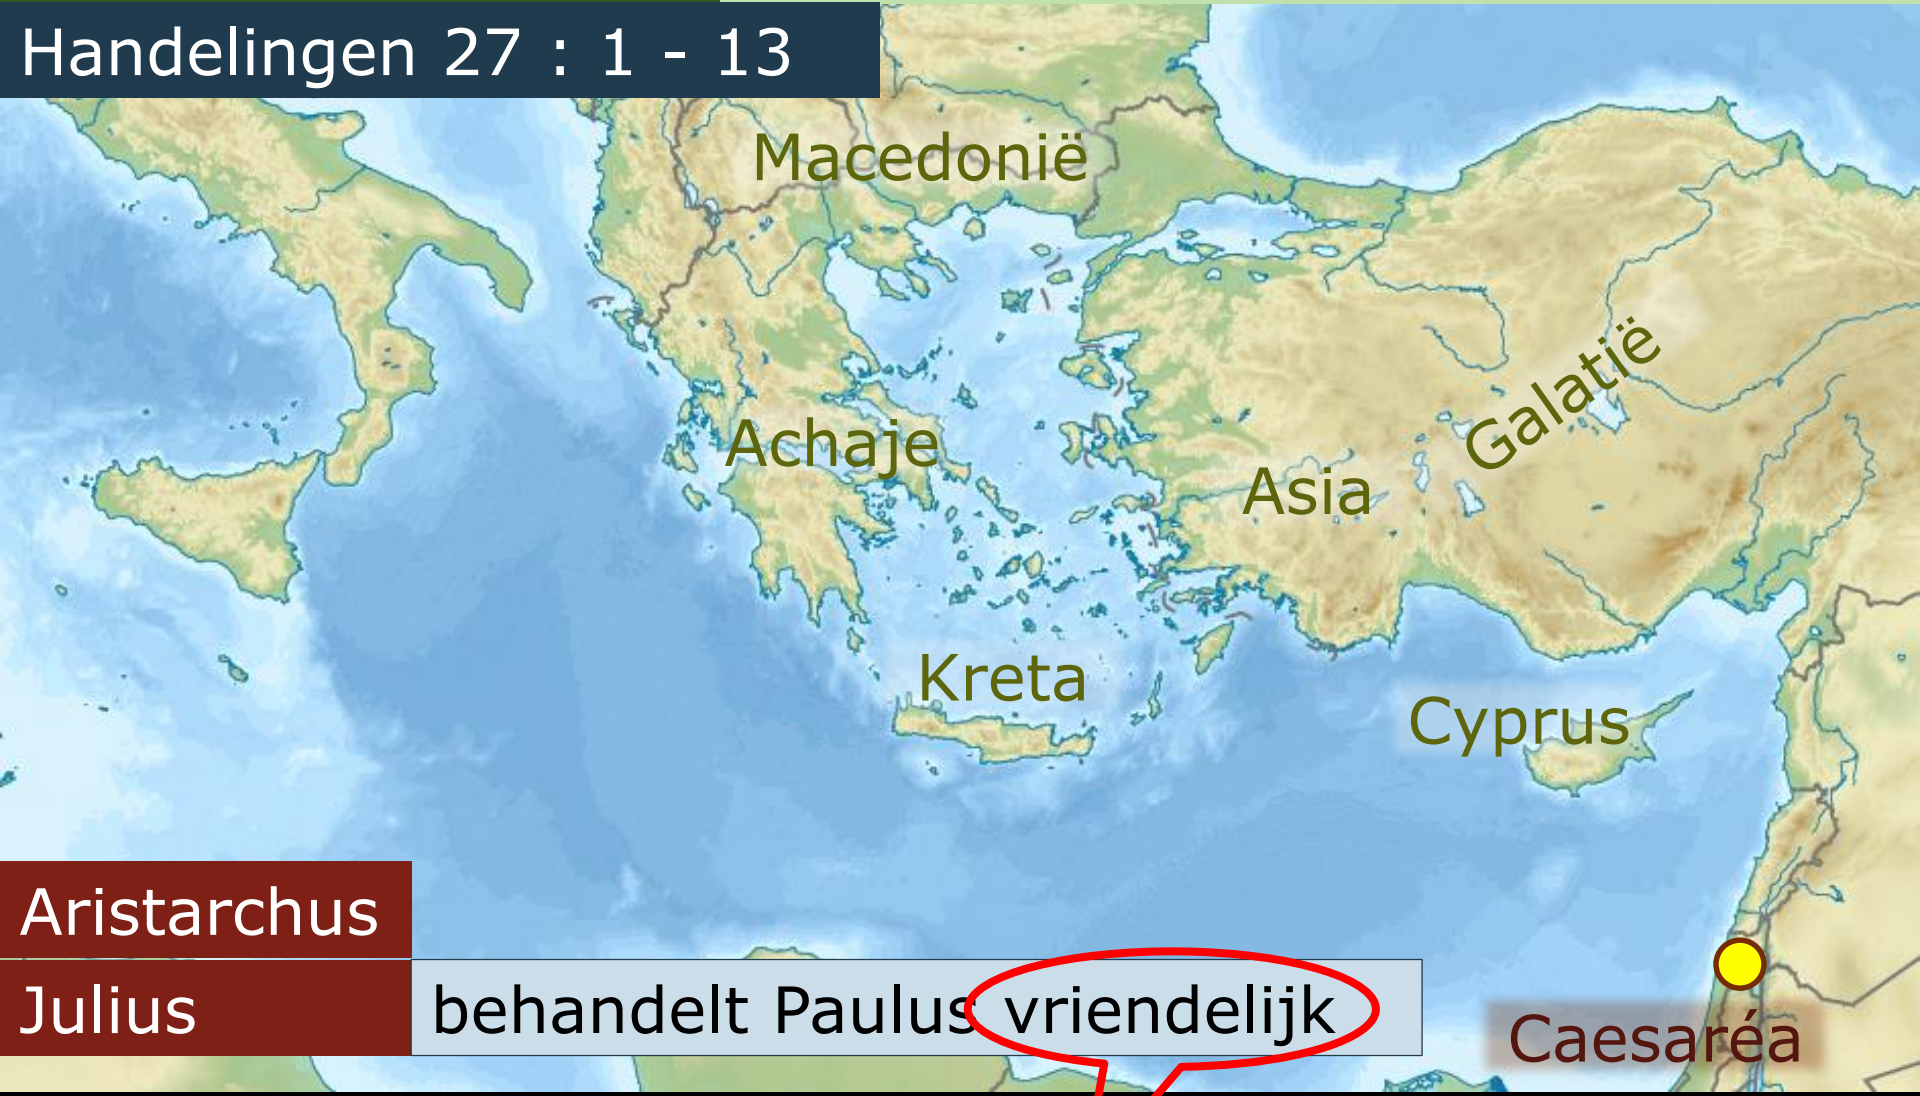 Handelingen 27 : 1 - 13
Macedonië
Galatië
Achaje
Asia
Kreta
Cyprus
Aristarchus
Julius
behandelt Paulus vriendelijk
Caesaréa